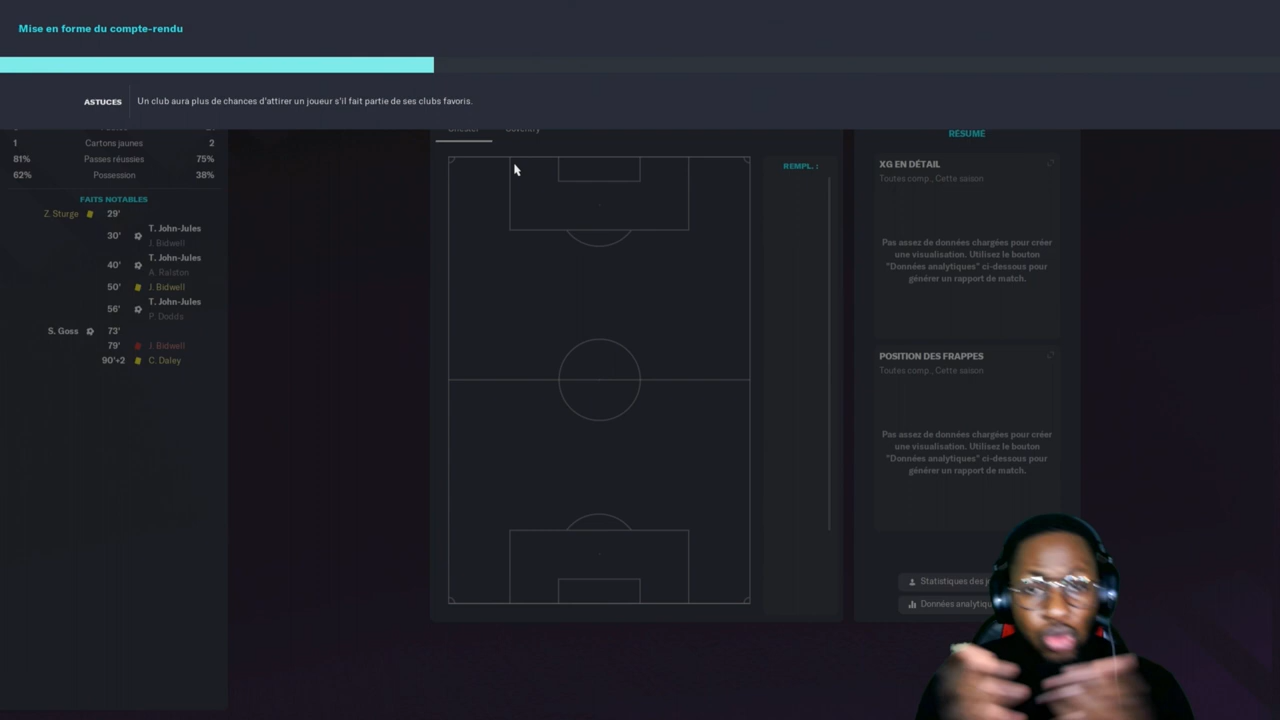 Mise en forme du compte-rendu
ASTUCES
Un club aura plus de chances d'attirer un joueur s'il fait partie de ses clubs favoris.
Coventry
1 Cartons jaunes 2
81% Passes réussies 75%
62% Possession 38%
FAITS NOTABLES
Z. Sturge 29'
30' T. John-Jules
J. Bidwell
40' T. John-Jules
A. Ralston
50' J. Bidwell
56' T. John-Jules
P. Dodds
S. Goss 73'
79' J. Bidwell
90'+2 C. Daley
REMPL. :
RÉSUMÉ
XG EN DÉTAIL
Toutes comp., Cette saison
Pas assez de données chargées pour créer
une visualisation. Utilisez le bouton
"Données analytiques" ci-dessous pour
générer un rapport de match.
POSITION DES FRAPPES
Toutes comp., Cette saison
Pas assez de données chargées pour créer
une visualisation. Utilisez le bouton
"Données analytiques" ci-dessous pour
générer un rapport de match.
Statistiques des j
Données analytiqu